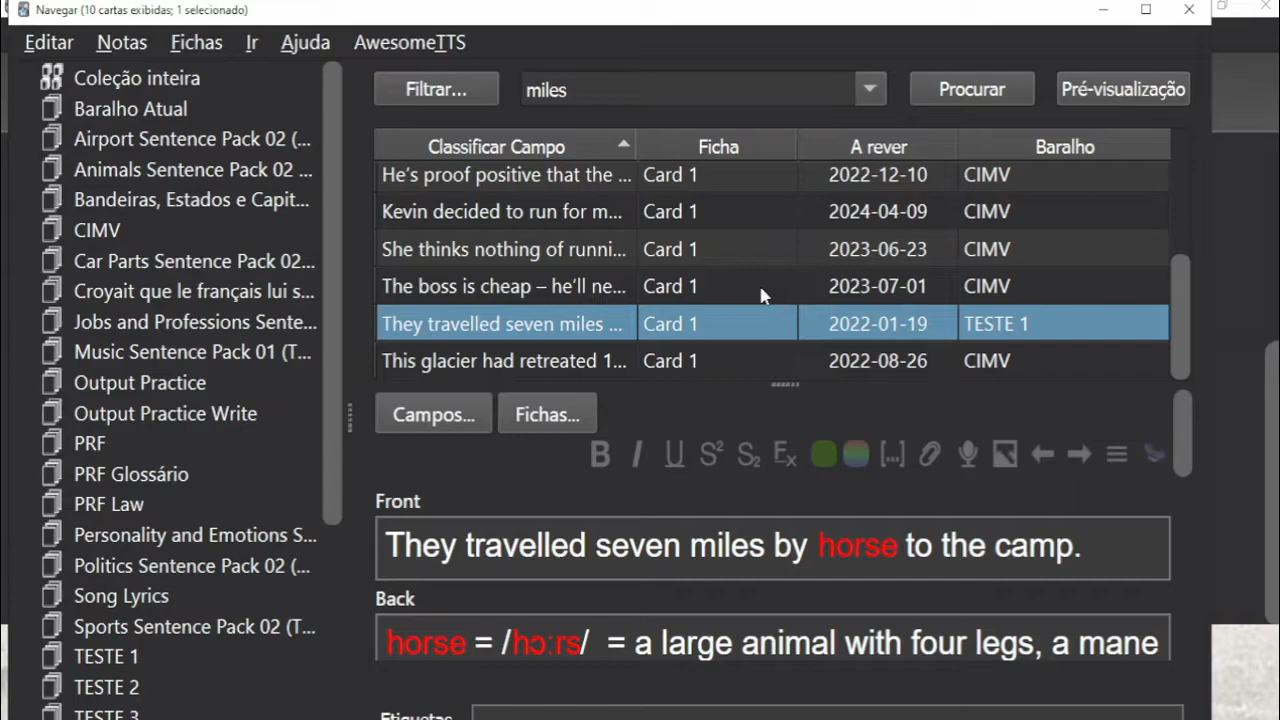 Navegar (10 cartas exibidas; 1 selecionado)
Editar Notas Fichas Ir Ajuda AwesomeTTS
Coleção inteira
Baralho Atual
Airport Sentence Pack 02 (...
Animals Sentence Pack 02 ...
Bandeiras, Estados e Capit...
CIMV
Car Parts Sentence Pack 02...
Croyait que le français lui s...
Jobs and Professions Sente...
Music Sentence Pack 01 (T...
Output Practice
Output Practice Write
PRF
PRF Glossário
PRF Law
Personality and Emotions S...
Politics Sentence Pack 02 (...
Song Lyrics
Sports Sentence Pack 02 (T...
TESTE 1
TESTE 2
TESTE 3
Filtrar... miles Procurar Pré-visualização
Classificar Campo Ficha A rever Baralho
He's proof positive that the ... Card 1 2022-12-10 CIMV
Kevin decided to run for m... Card 1 2024-04-09 CIMV
She thinks nothing of runni... Card 1 2023-06-23 CIMV
The boss is cheap – he'll ne... Card 1 2023-07-01 CIMV
They travelled seven miles ... Card 1 2022-01-19 TESTE 1
This glacier had retreated 1... Card 1 2022-08-26 CIMV
Campos... Fichas...
B I U S² S₂ Ex [...]
Front
They travelled seven miles by horse to the camp.
Back
horse = /hɔːrs/ = a large animal with four legs, a mane
Etiquetas